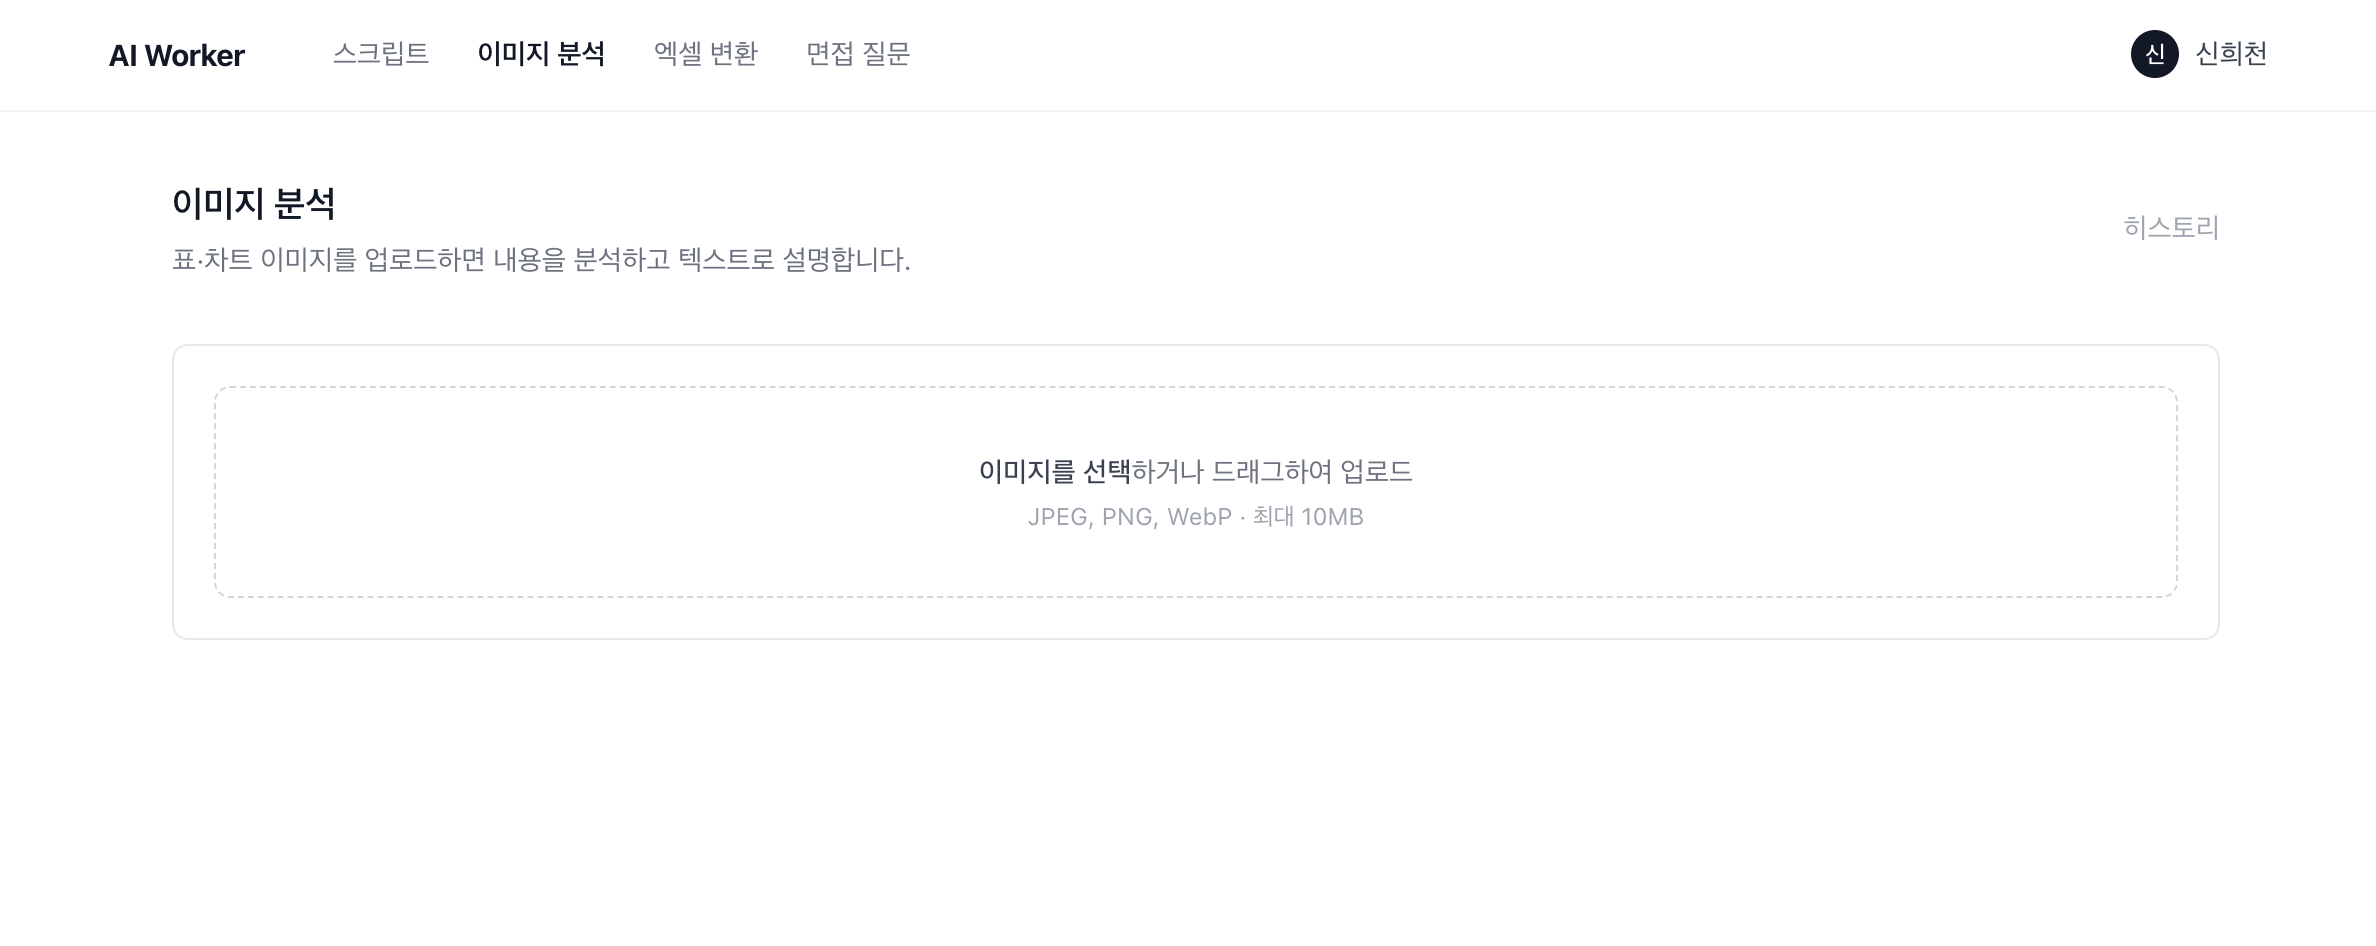 AI Worker 스크립트 이미지 분석 엑셀 변환 면접 질문 신 신희천
이미지 분석
히스토리
표·차트 이미지를 업로드하면 내용을 분석하고 텍스트로 설명합니다.
이미지를 선택하거나 드래그하여 업로드
JPEG, PNG, WebP · 최대 10MB